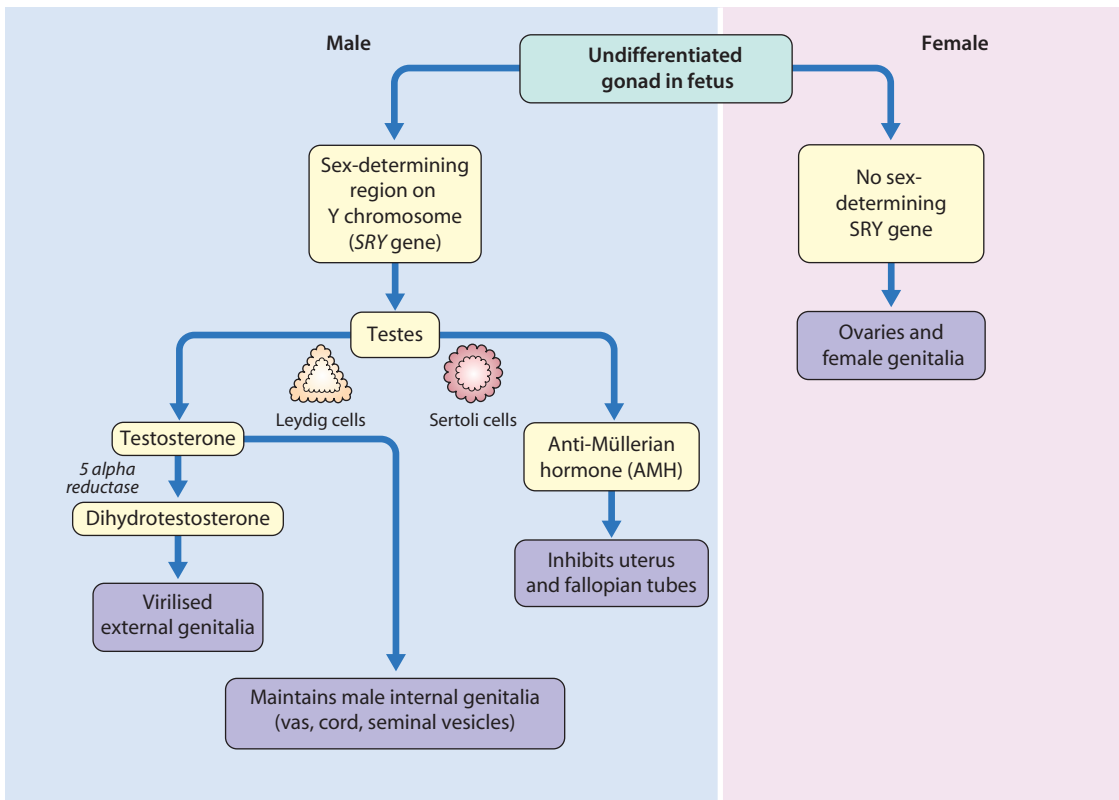 Male
Undifferentiated
gonad in fetus
Female
Sex-determining
region on
Y chromosome
(SRY gene)
No sex-
determining
SRY gene
Testes
Ovaries and
female genitalia
Leydig cells
Sertoli cells
Testosterone
Anti-Müllerian
hormone (AMH)
5 alpha
reductase
Dihydrotestosterone
Inhibits uterus
and fallopian tubes
Virilised
external genitalia
Maintains male internal genitalia
(vas, cord, seminal vesicles)